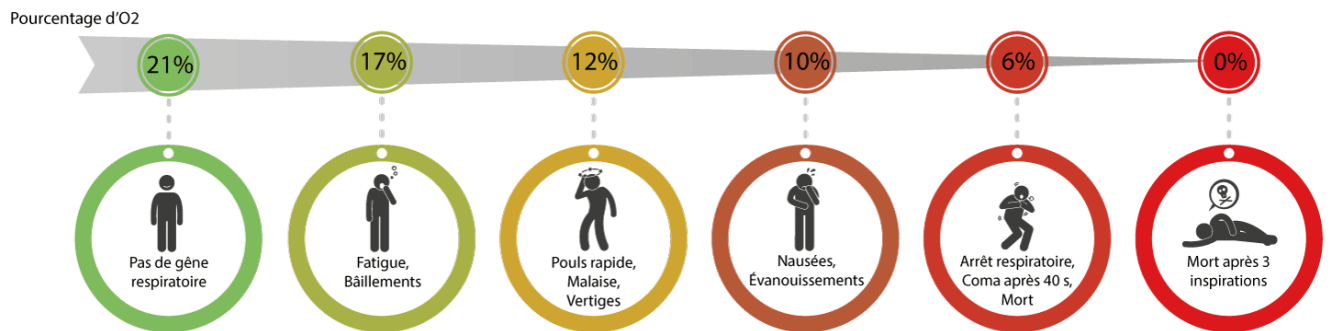 Pourcentage d'O2
21%
17%
12%
10%
6%
0%
Pas de gêne
respiratoire
Fatigue,
Bâillements
Pouls rapide,
Malaise,
Vertiges
Nausées,
Évanouissements
Arrêt respiratoire,
Coma après 40 s,
Mort
Mort après 3
inspirations